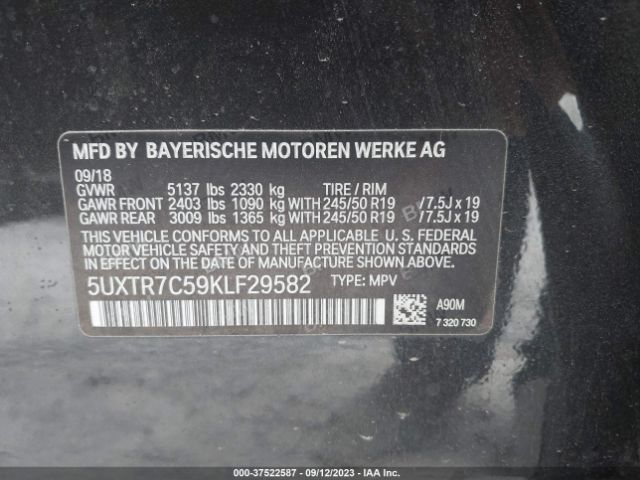 MFD BY BAYERISCHE MOTOREN WERKE AG
09/18
GVWR 5137 lbs 2330 kg TIRE / RIM
GAWR FRONT 2403 lbs 1090 kg WITH 245/50 R19 /7.5J x 19
GAWR REAR 3009 lbs 1365 kg WITH 245/50 R19 /7.5J x 19
THIS VEHICLE CONFORMS TO ALL APPLICABLE U. S. FEDERAL
MOTOR VEHICLE SAFETY AND THEFT PREVENTION STANDARDS
IN EFFECT ON THE DATE OF MANUFACTURE SHOWN ABOVE.
5UXTR7C59KLF29582 TYPE: MPV
A90M
7 320 730
000-37522587 - 09/12/2023 - IAA Inc.